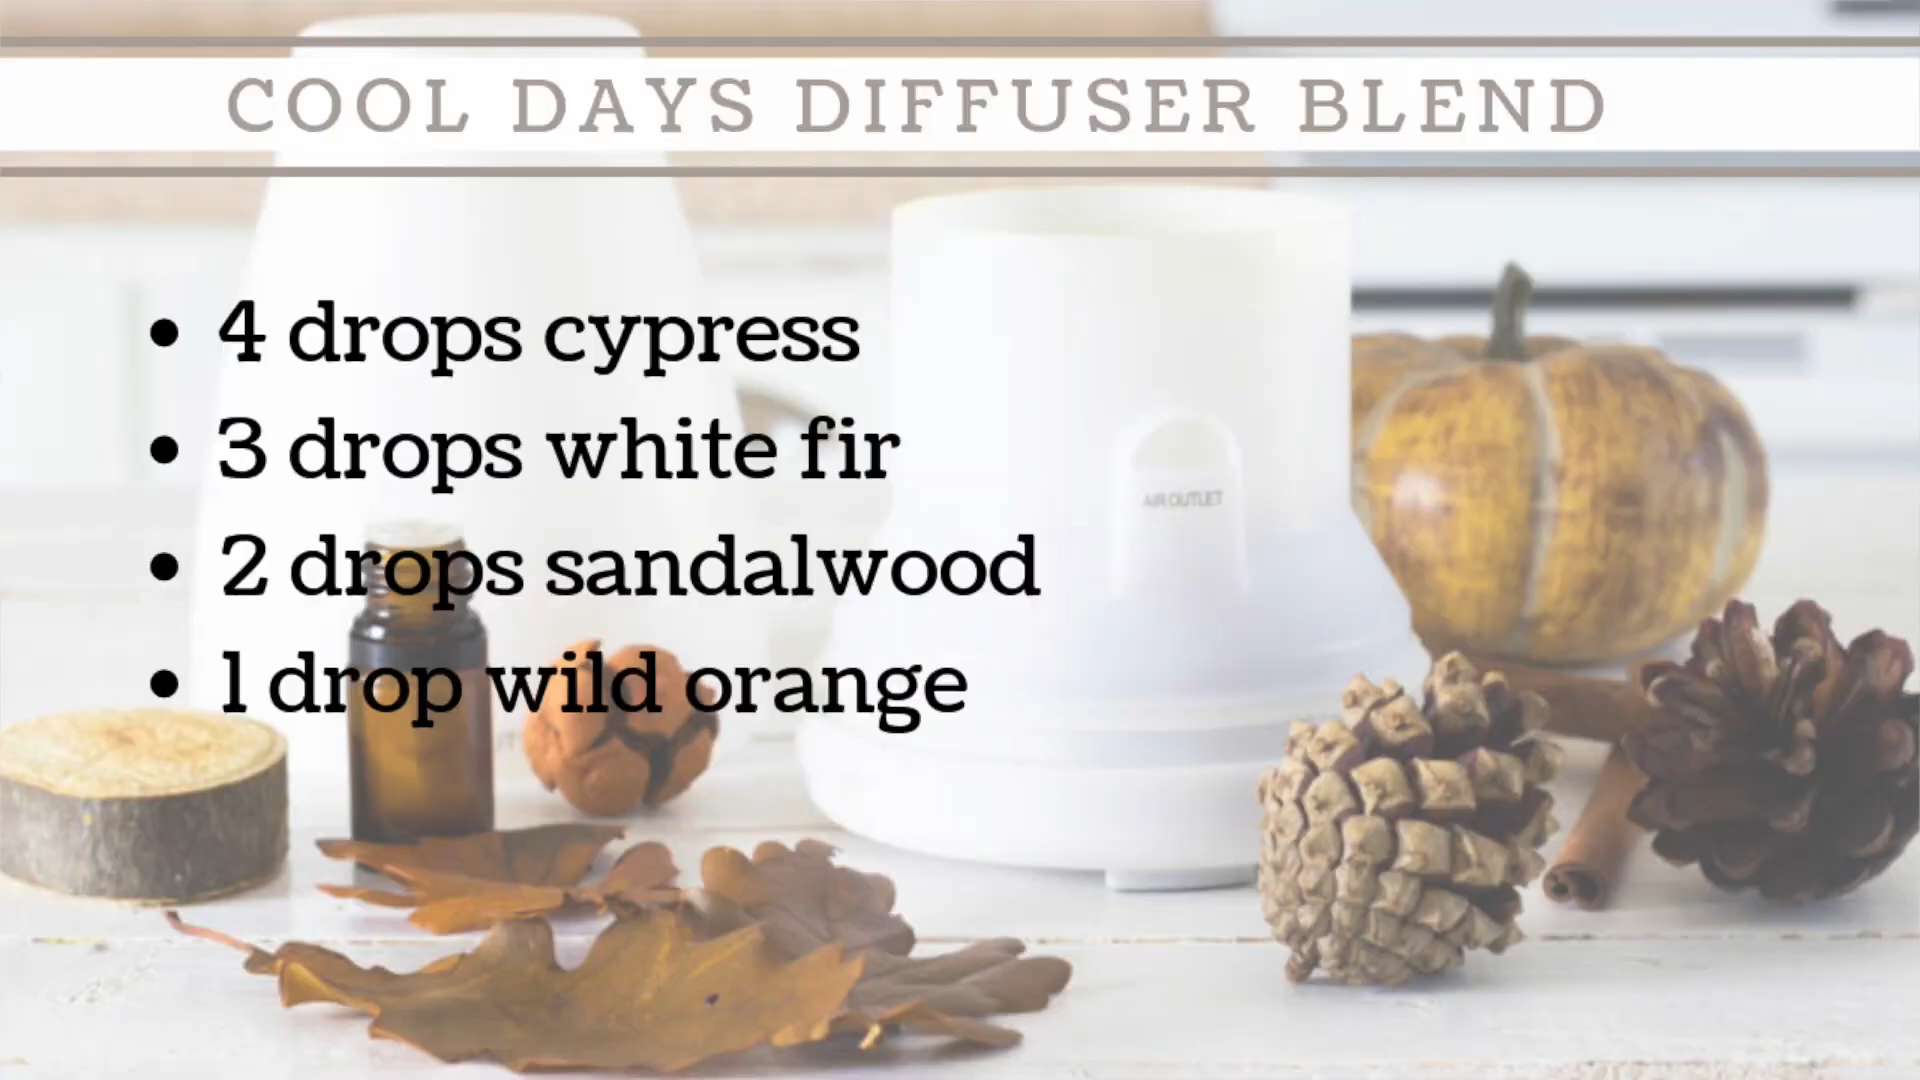 COOL DAYS DIFFUSER BLEND
• 4 drops cypress
• 3 drops white fir
• 2 drops sandalwood
• 1 drop wild orange
AIR OUTLET